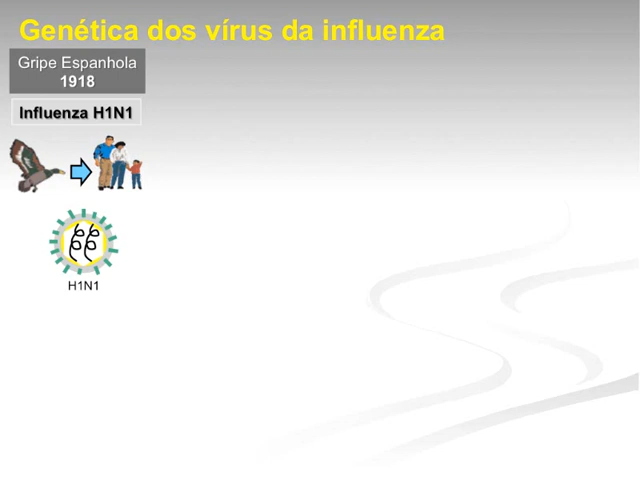 Genética dos vírus da influenza
Gripe Espanhola
1918
Influenza H1N1
H1N1